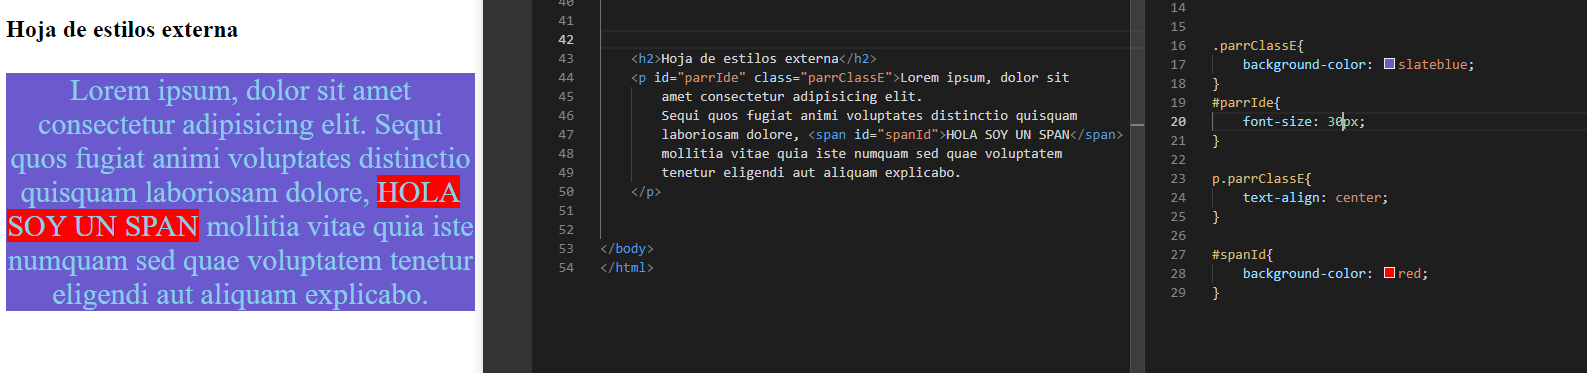 Hoja de estilos externa
Lorem ipsum, dolor sit amet
consectetur adipisicing elit. Sequi
quos fugiat animi voluptates distinctio
quisquam laboriosam dolore, HOLA
SOY UN SPAN mollitia vitae quia iste
numquam sed quae voluptatem tenetur
eligendi aut aliquam explicabo.
40
41
42
43 <h2>Hoja de estilos externa</h2>
44 <p id="parrIde" class="parrClassE">Lorem ipsum, dolor sit
45 amet consectetur adipisicing elit.
46 Sequi quos fugiat animi voluptates distinctio quisquam
47 laboriosam dolore, <span id="spanId">HOLA SOY UN SPAN</span>
48 mollitia vitae quia iste numquam sed quae voluptatem
49 tenetur eligendi aut aliquam explicabo.
50 </p>
51
52
53 </body>
54 </html>
14
15
16 .parrClassE{
17 background-color: slateblue;
18 }
19 #parrIde{
20 font-size: 30px;
21 }
22
23 p.parrClassE{
24 text-align: center;
25 }
26
27 #spanId{
28 background-color: red;
29 }